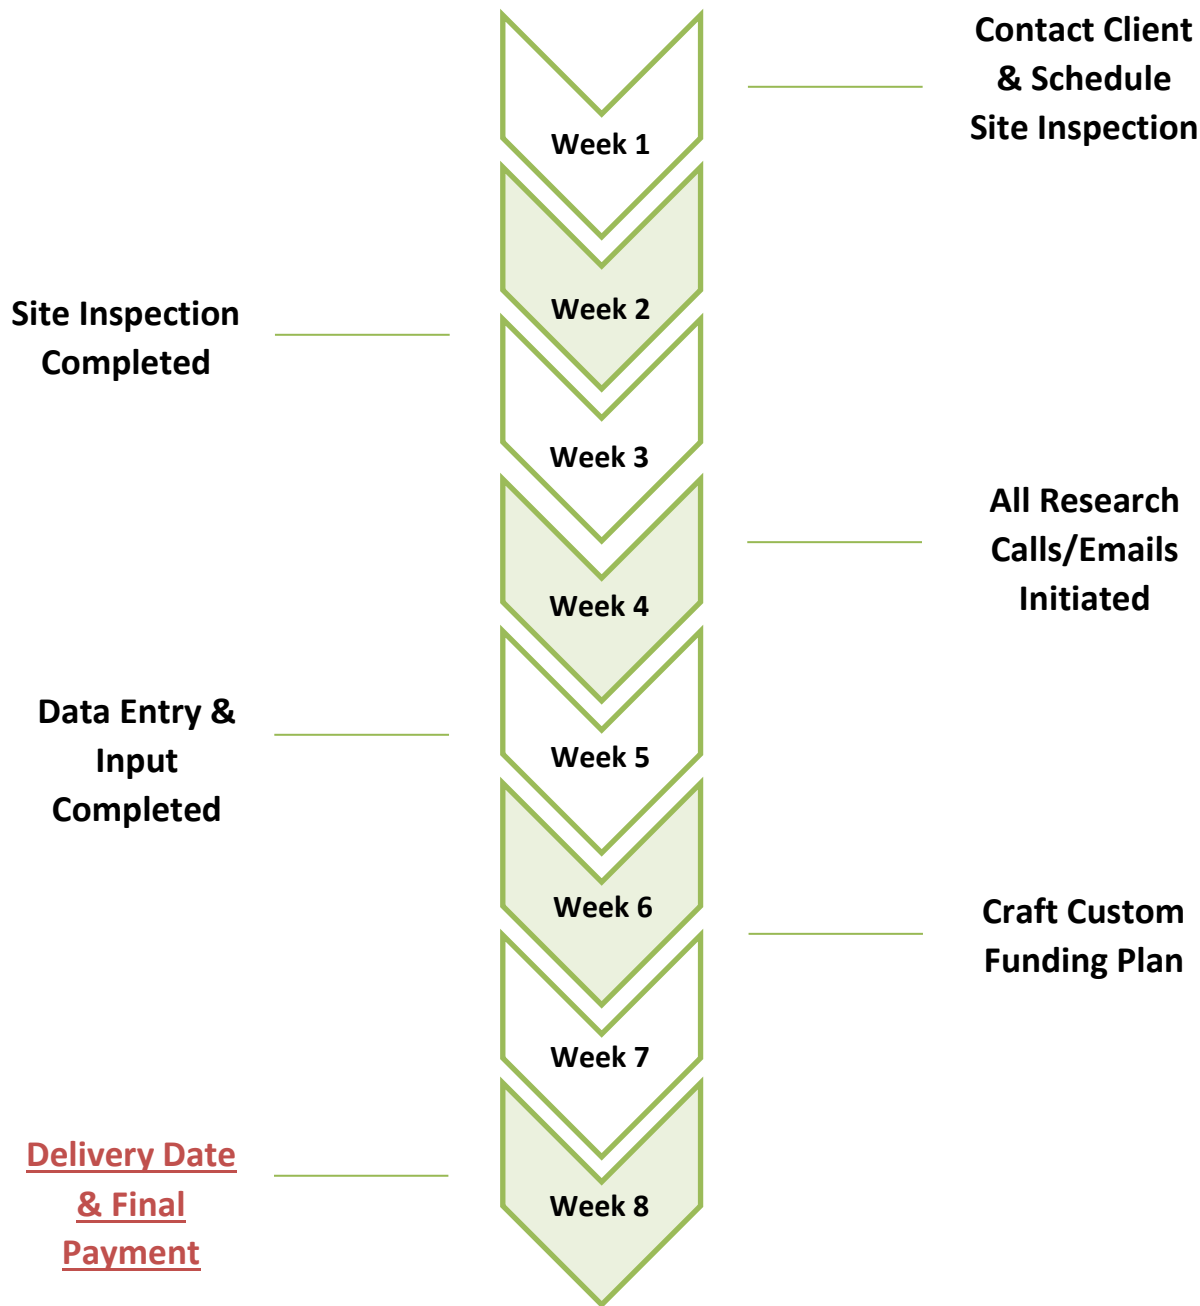 Contact Client
& Schedule
Site Inspection
Week 1
Week 2
Site Inspection
Completed
Week 3
All Research
Calls/Emails
Initiated
Week 4
Data Entry &
Input
Completed
Week 5
Week 6
Craft Custom
Funding Plan
Week 7
Delivery Date
& Final
Payment
Week 8